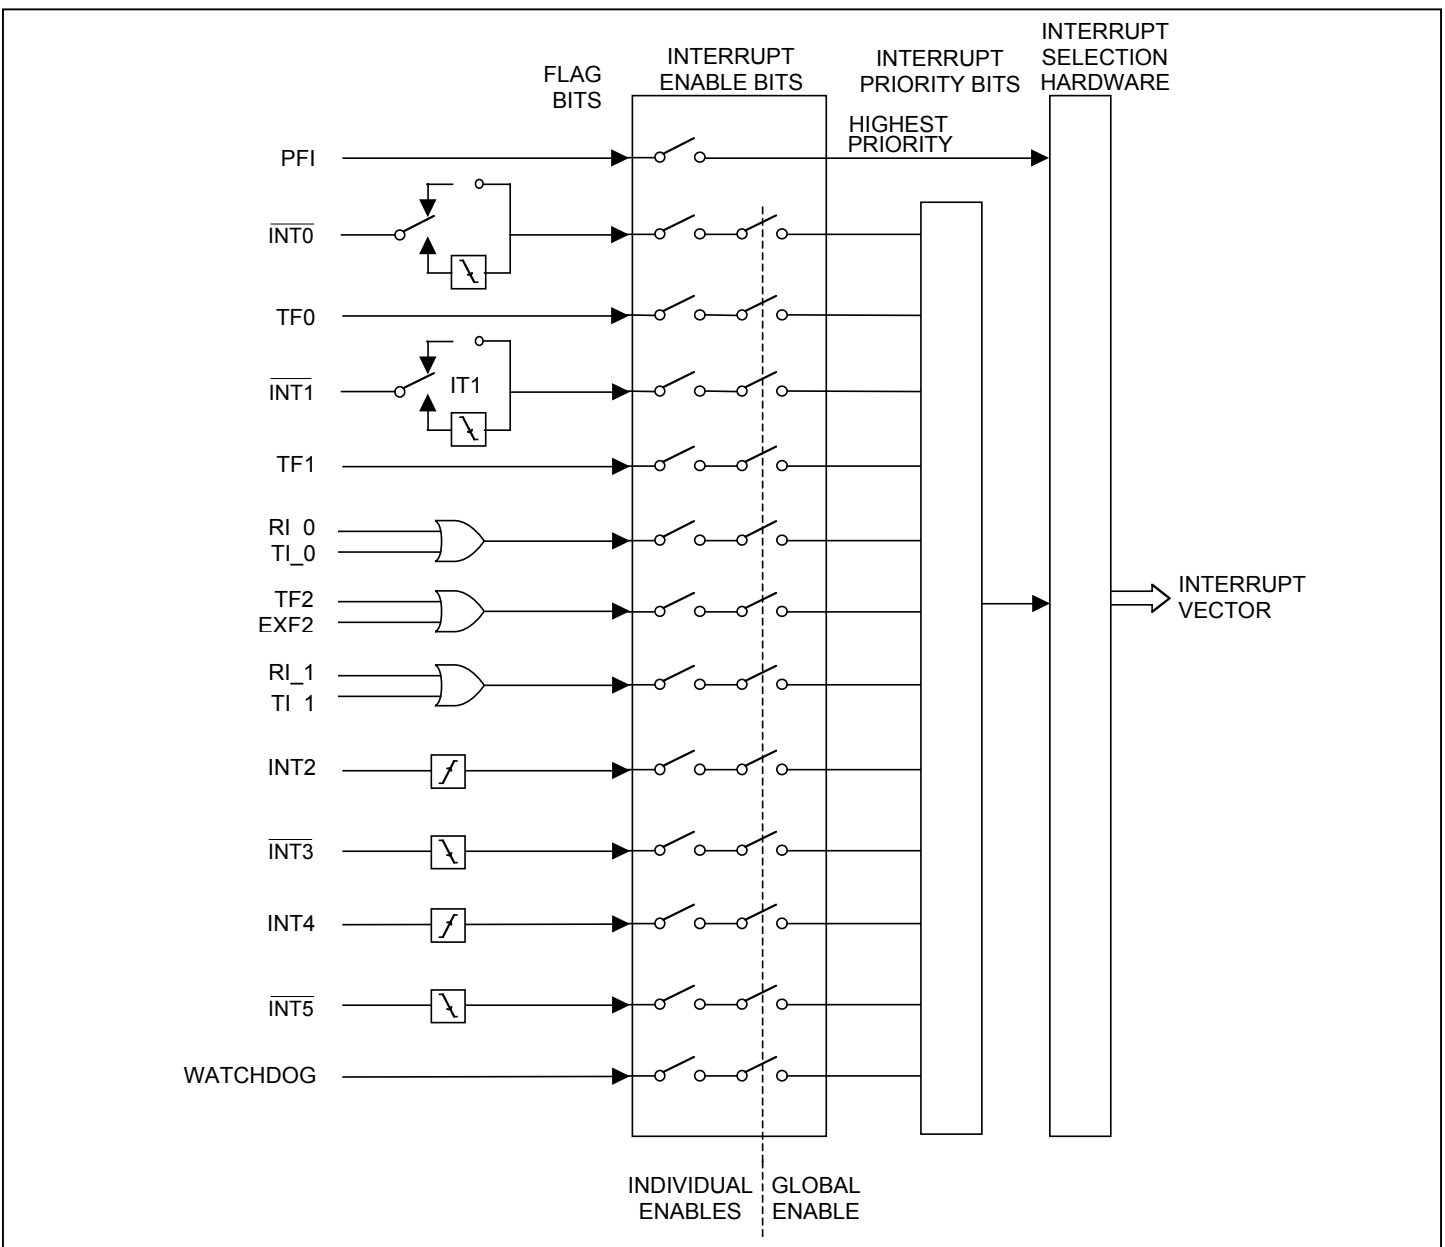 INTERRUPT
SELECTION
HARDWARE
INTERRUPT
ENABLE BITS
INTERRUPT
PRIORITY BITS
FLAG
BITS
HIGHEST
PRIORITY
PFI
INT0
TF0
INT1
IT1
TF1
RI 0
TI_0
TF2
EXF2
RI_1
TI 1
INTERRUPT
VECTOR
INT2
INT3
INT4
INT5
WATCHDOG
INDIVIDUAL
ENABLES
GLOBAL
ENABLE